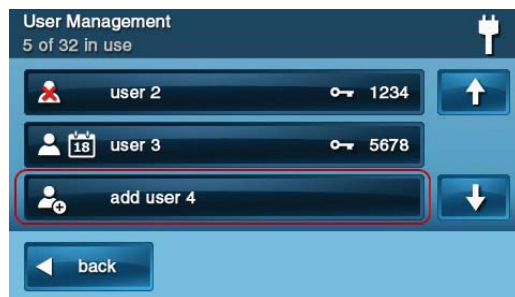 User Management
5 of 32 in use
user 2 1234
18 user 3 5678
add user 4
back